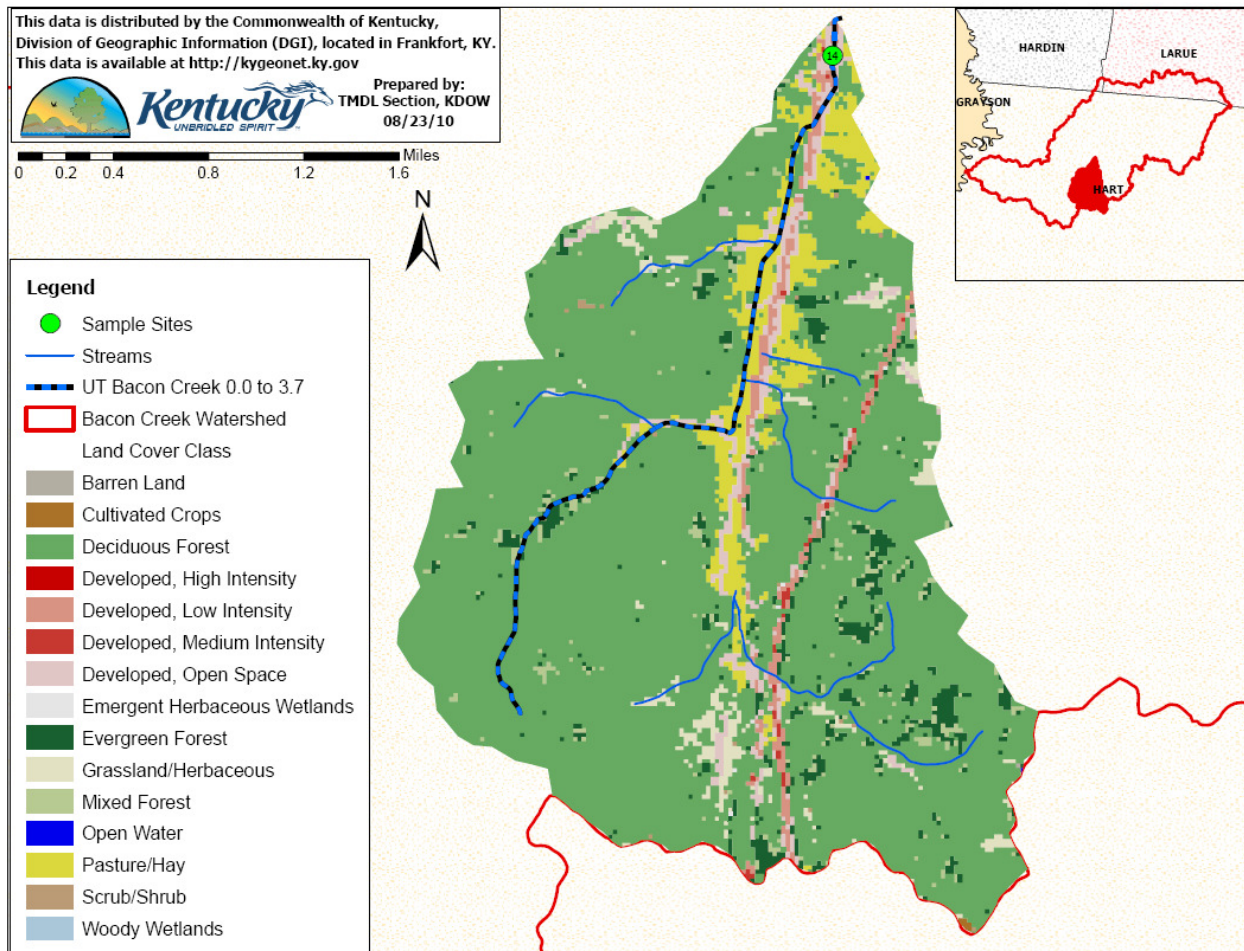 This data is distributed by the Commonwealth of Kentucky,
Division of Geographic Information (DGI), located in Frankfort, KY.
This data is available at http://kygeonet.ky.gov
Kentucky
UNBRIDLED SPIRIT
Prepared by:
TMDL Section, KDOW
08/23/10
Miles
0 0.2 0.4 0.8 1.2 1.6
N
14
HARDIN
LARUE
GRAYSON
HART
Legend
Sample Sites
Streams
UT Bacon Creek 0.0 to 3.7
Bacon Creek Watershed
Land Cover Class
Barren Land
Cultivated Crops
Deciduous Forest
Developed, High Intensity
Developed, Low Intensity
Developed, Medium Intensity
Developed, Open Space
Emergent Herbaceous Wetlands
Evergreen Forest
Grassland/Herbaceous
Mixed Forest
Open Water
Pasture/Hay
Scrub/Shrub
Woody Wetlands